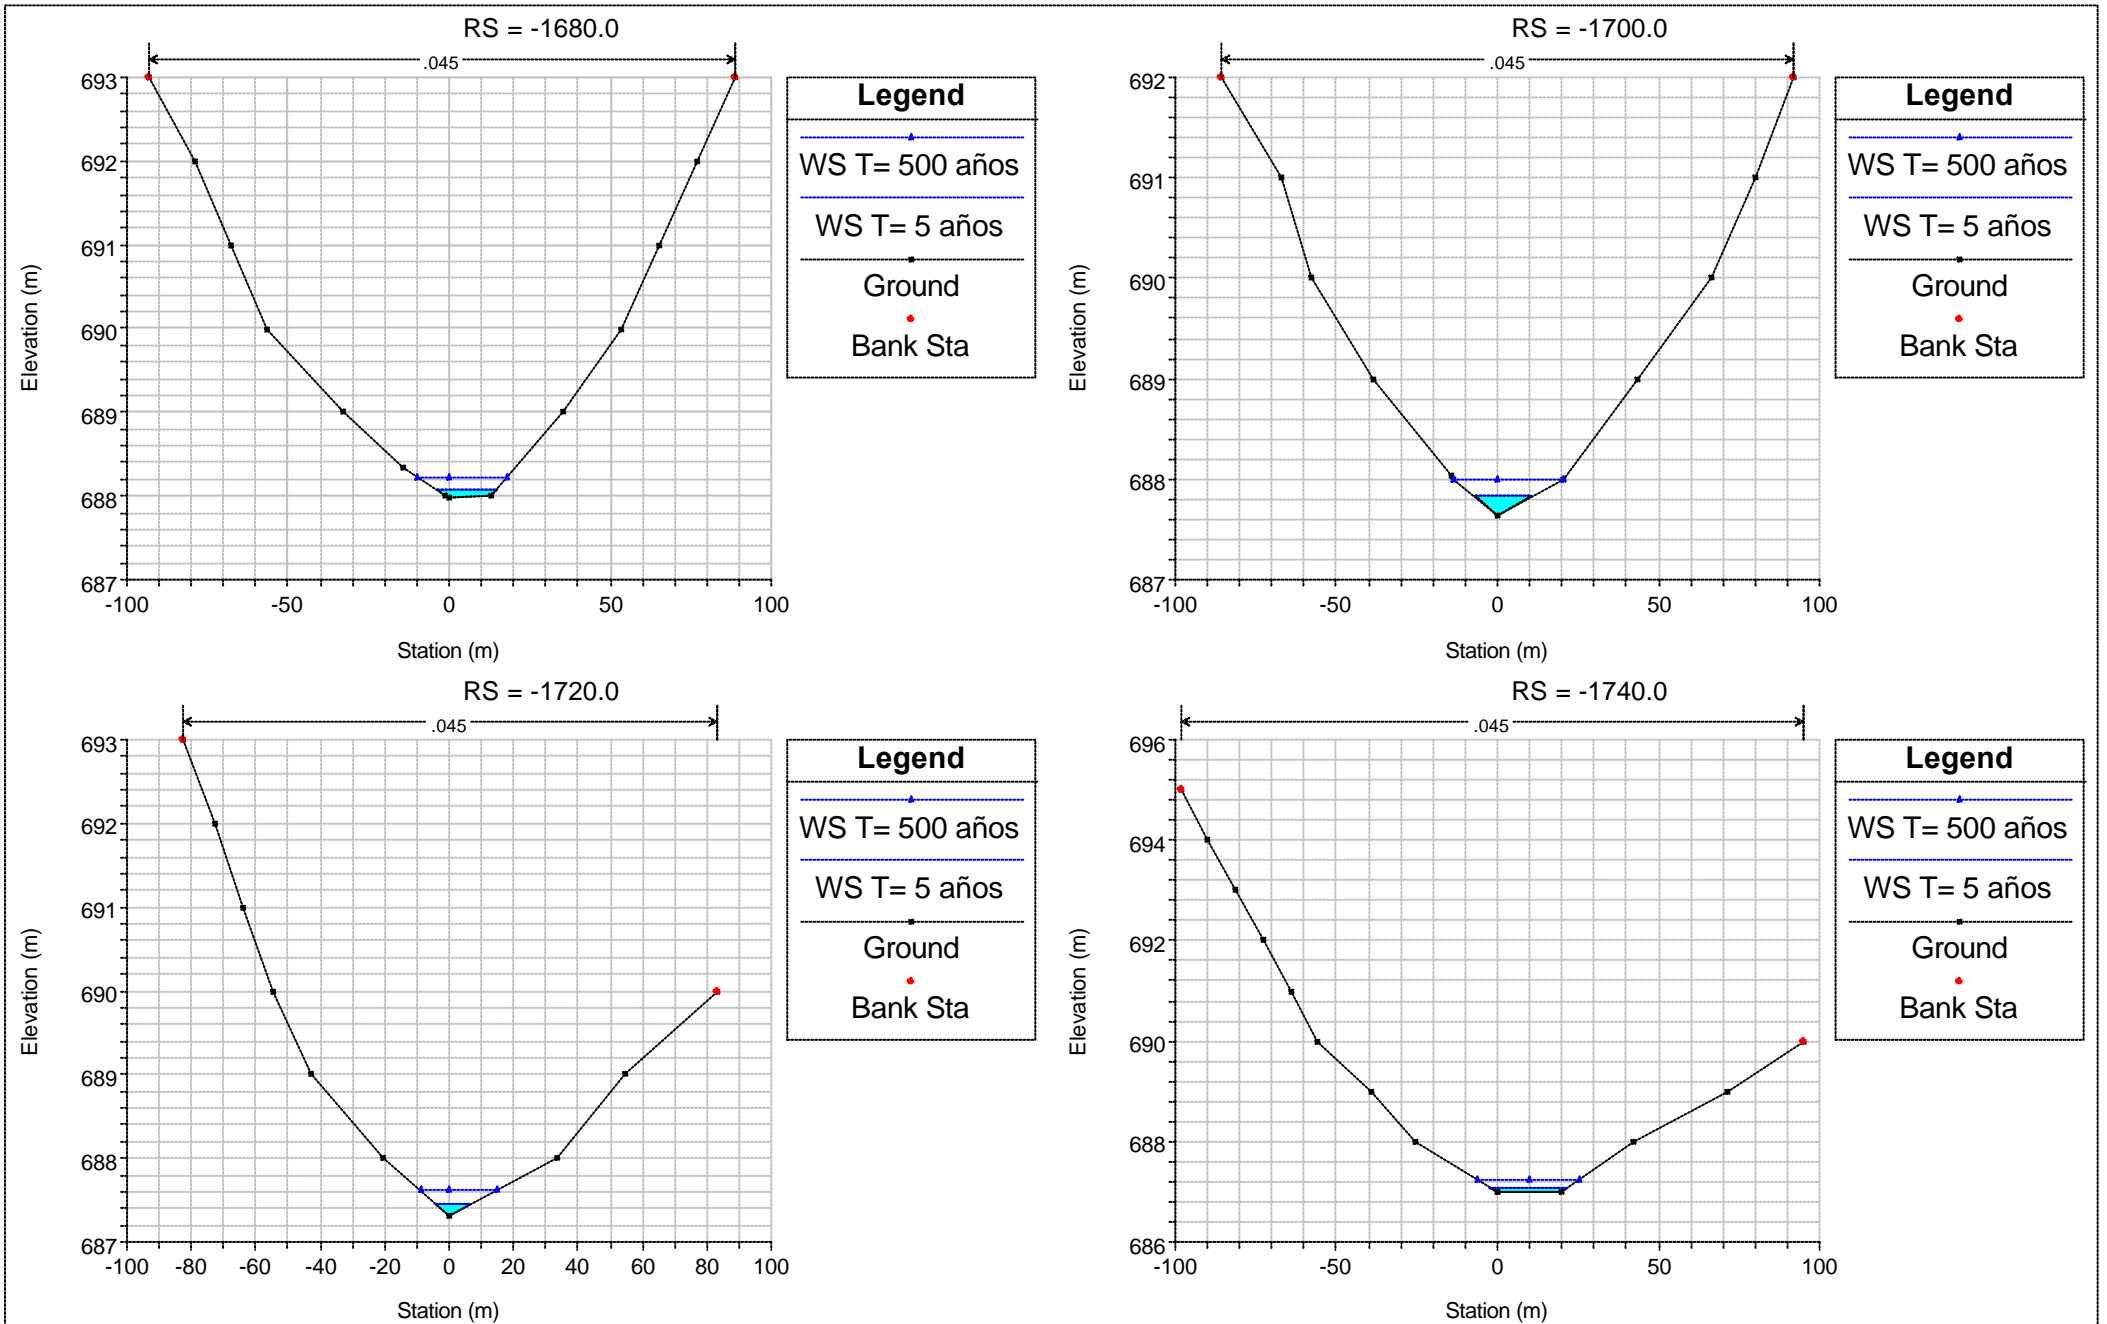 RS = -1680.0
.045
693
692
691
690
689
688
687
-100
-50
0
50
100
Elevation (m)
Station (m)
Legend
WS T= 500 años
WS T= 5 años
Ground
Bank Sta
RS = -1700.0
.045
692
691
690
689
688
687
-100
-50
0
50
100
Elevation (m)
Station (m)
Legend
WS T= 500 años
WS T= 5 años
Ground
Bank Sta
RS = -1720.0
.045
693
692
691
690
689
688
687
-100
-80
-60
-40
-20
0
20
40
60
80
100
Elevation (m)
Station (m)
Legend
WS T= 500 años
WS T= 5 años
Ground
Bank Sta
RS = -1740.0
.045
696
694
692
690
688
686
-100
-50
0
50
100
Elevation (m)
Station (m)
Legend
WS T= 500 años
WS T= 5 años
Ground
Bank Sta